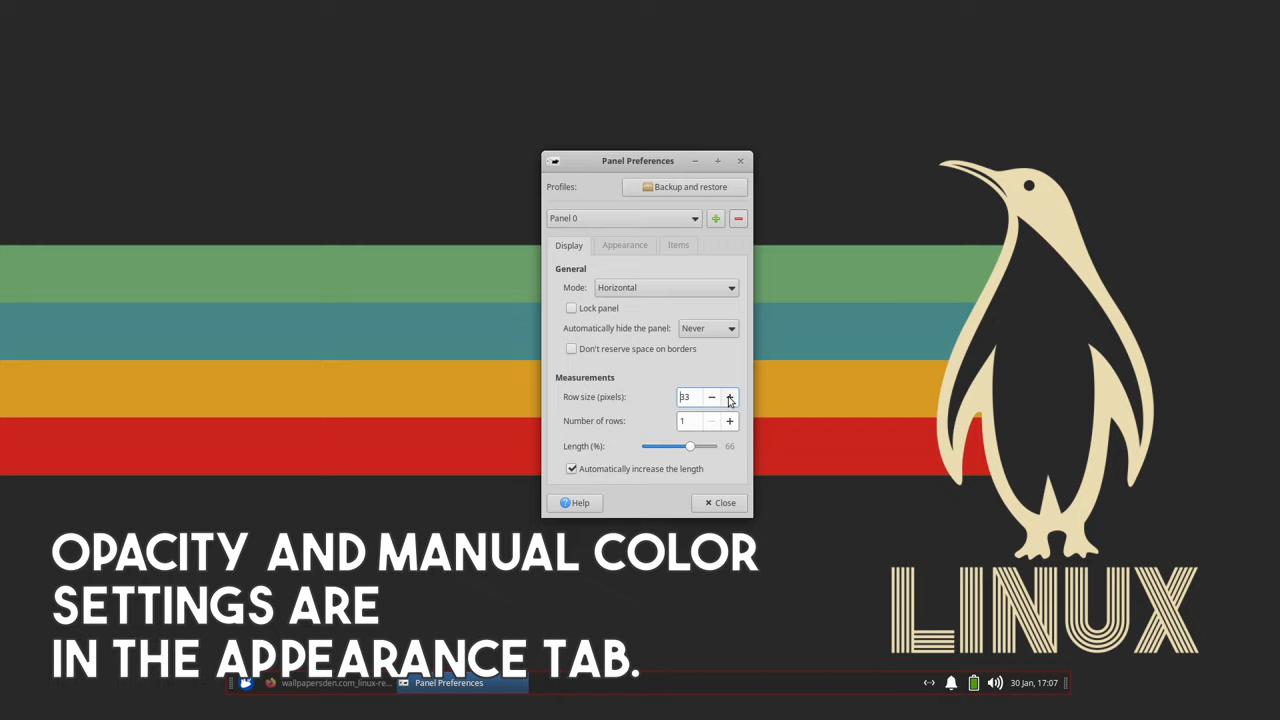 Panel Preferences
Profiles:
Backup and restore
Panel 0
Display
Appearance
Items
General
Mode:
Horizontal
Lock panel
Automatically hide the panel:
Never
Don't reserve space on borders
Measurements
Row size (pixels):
33
Number of rows:
1
Length (%):
66
Automatically increase the length
Help
Close
OPACITY AND MANUAL COLOR
SETTINGS ARE
IN THE APPEARANCE TAB.
LINUX
wallpapersden.com_linux-re...
Panel Preferences
30 Jan, 17:07